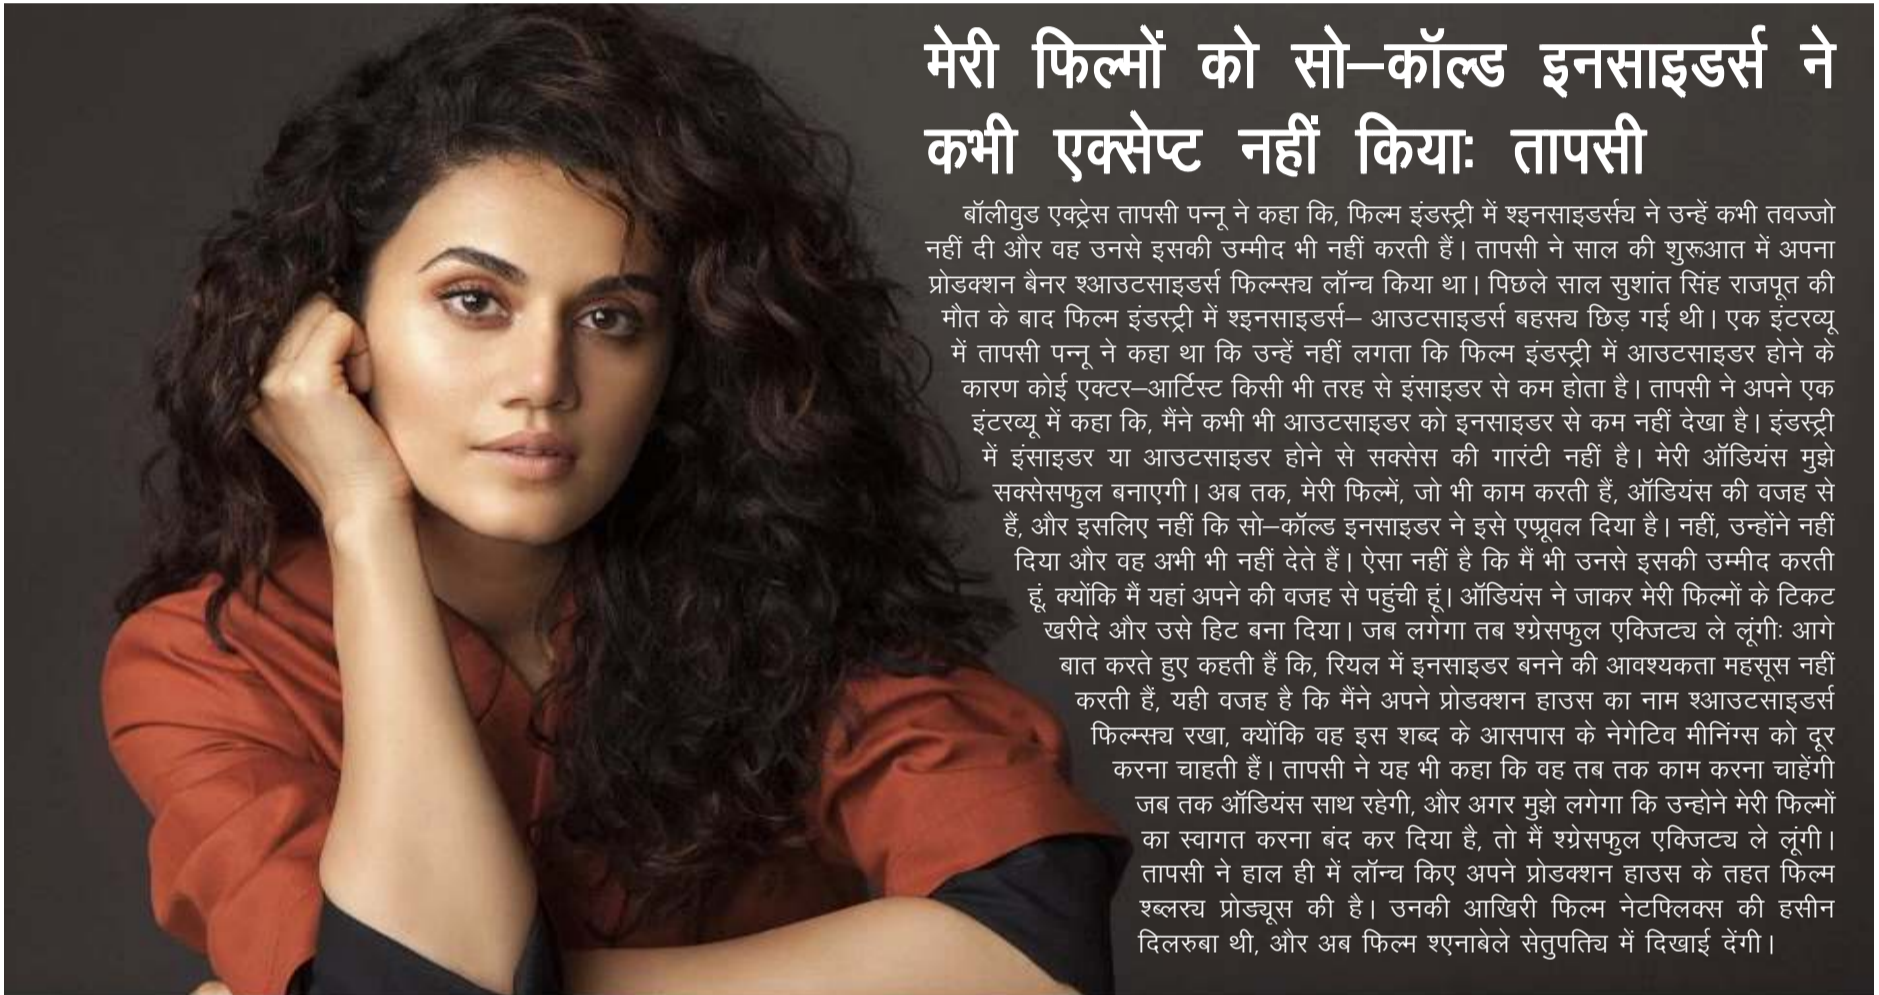 मेरी फिल्मों को सो–कॉल्ड इनसाइडर्स ने
कभी एक्सेप्ट नहीं कियाः तापसी
बॉलीवुड एक्ट्रेस तापसी पन्नू ने कहा कि, फिल्म इंडस्ट्री में श्इनसाइडर्स्य ने उन्हें कभी तवज्जो
नहीं दी और वह उनसे इसकी उम्मीद भी नहीं करती हैं। तापसी ने साल की शुरूआत में अपना
प्रोडक्शन बैनर श्आउटसाइडर्स फिल्म्स्य लॉन्च किया था। पिछले साल सुशांत सिंह राजपूत की
मौत के बाद फिल्म इंडस्ट्री में श्इनसाइडर्स– आउटसाइडर्स बहस्य छिड़ गई थी। एक इंटरव्यू
में तापसी पन्नू ने कहा था कि उन्हें नहीं लगता कि फिल्म इंडस्ट्री में आउटसाइडर होने के
कारण कोई एक्टर–आर्टिस्ट किसी भी तरह से इंसाइडर से कम होता है। तापसी ने अपने एक
इंटरव्यू में कहा कि, मैंने कभी भी आउटसाइडर को इनसाइडर से कम नहीं देखा है। इंडस्ट्री
में इंसाइडर या आउटसाइडर होने से सक्सेस की गारंटी नहीं है। मेरी ऑडियंस मुझे
सक्सेसफुल बनाएगी। अब तक, मेरी फिल्में, जो भी काम करती हैं, ऑडियंस की वजह से
हैं, और इसलिए नहीं कि सो–कॉल्ड इनसाइडर ने इसे एप्रूवल दिया है। नहीं, उन्होंने नहीं
दिया और वह अभी भी नहीं देते हैं। ऐसा नहीं है कि मैं भी उनसे इसकी उम्मीद करती
हूं, क्योंकि मैं यहां अपने की वजह से पहुंची हूं। ऑडियंस ने जाकर मेरी फिल्मों के टिकट
खरीदे और उसे हिट बना दिया। जब लगेगा तब श्ग्रेसफुल एक्जिट्य ले लूंगीः आगे
बात करते हुए कहती हैं कि, रियल में इनसाइडर बनने की आवश्यकता महसूस नहीं
करती हैं, यही वजह है कि मैंने अपने प्रोडक्शन हाउस का नाम श्आउटसाइडर्स
फिल्म्स्य रखा, क्योंकि वह इस शब्द के आसपास के नेगेटिव मीनिंग्स को दूर
करना चाहती हैं। तापसी ने यह भी कहा कि वह तब तक काम करना चाहेंगी
जब तक ऑडियंस साथ रहेगी, और अगर मुझे लगेगा कि उन्होने मेरी फिल्मों
का स्वागत करना बंद कर दिया है, तो मैं श्ग्रेसफुल एक्जिट्य ले लूंगी।
तापसी ने हाल ही में लॉन्च किए अपने प्रोडक्शन हाउस के तहत फिल्म
श्ब्लर्य प्रोड्यूस की है। उनकी आखिरी फिल्म नेटफ्लिक्स की हसीन
दिलरुबा थी, और अब फिल्म श्एनाबेले सेतुपत्यि में दिखाई देंगी।